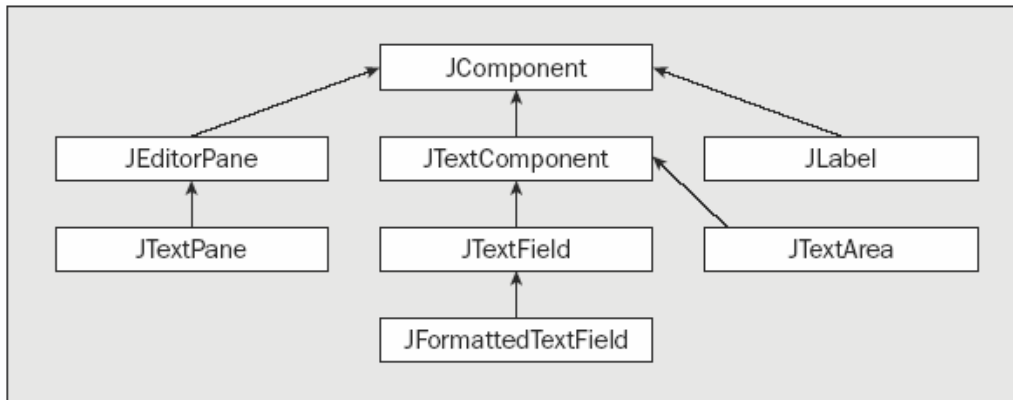 JComponent
JEditorPane
JTextComponent
JLabel
JTextPane
JTextField
JTextArea
JFormattedTextField